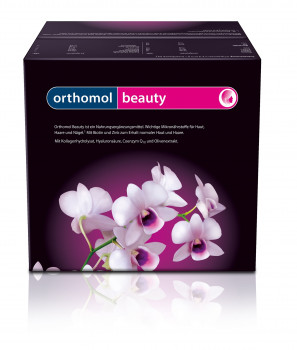 orthomol beauty
Orthomol Beauty ist ein Nahrungsergänzungsmittel. Wichtige Mikronährstoffe für Haut,
Haare und Nägel. Mit Biotin und Zink zum Erhalt normaler Haut und Haare.
Mit Kollagenhydrolysat, Hyaluronsäure, Coenzym Q10 und Olivenextrakt.